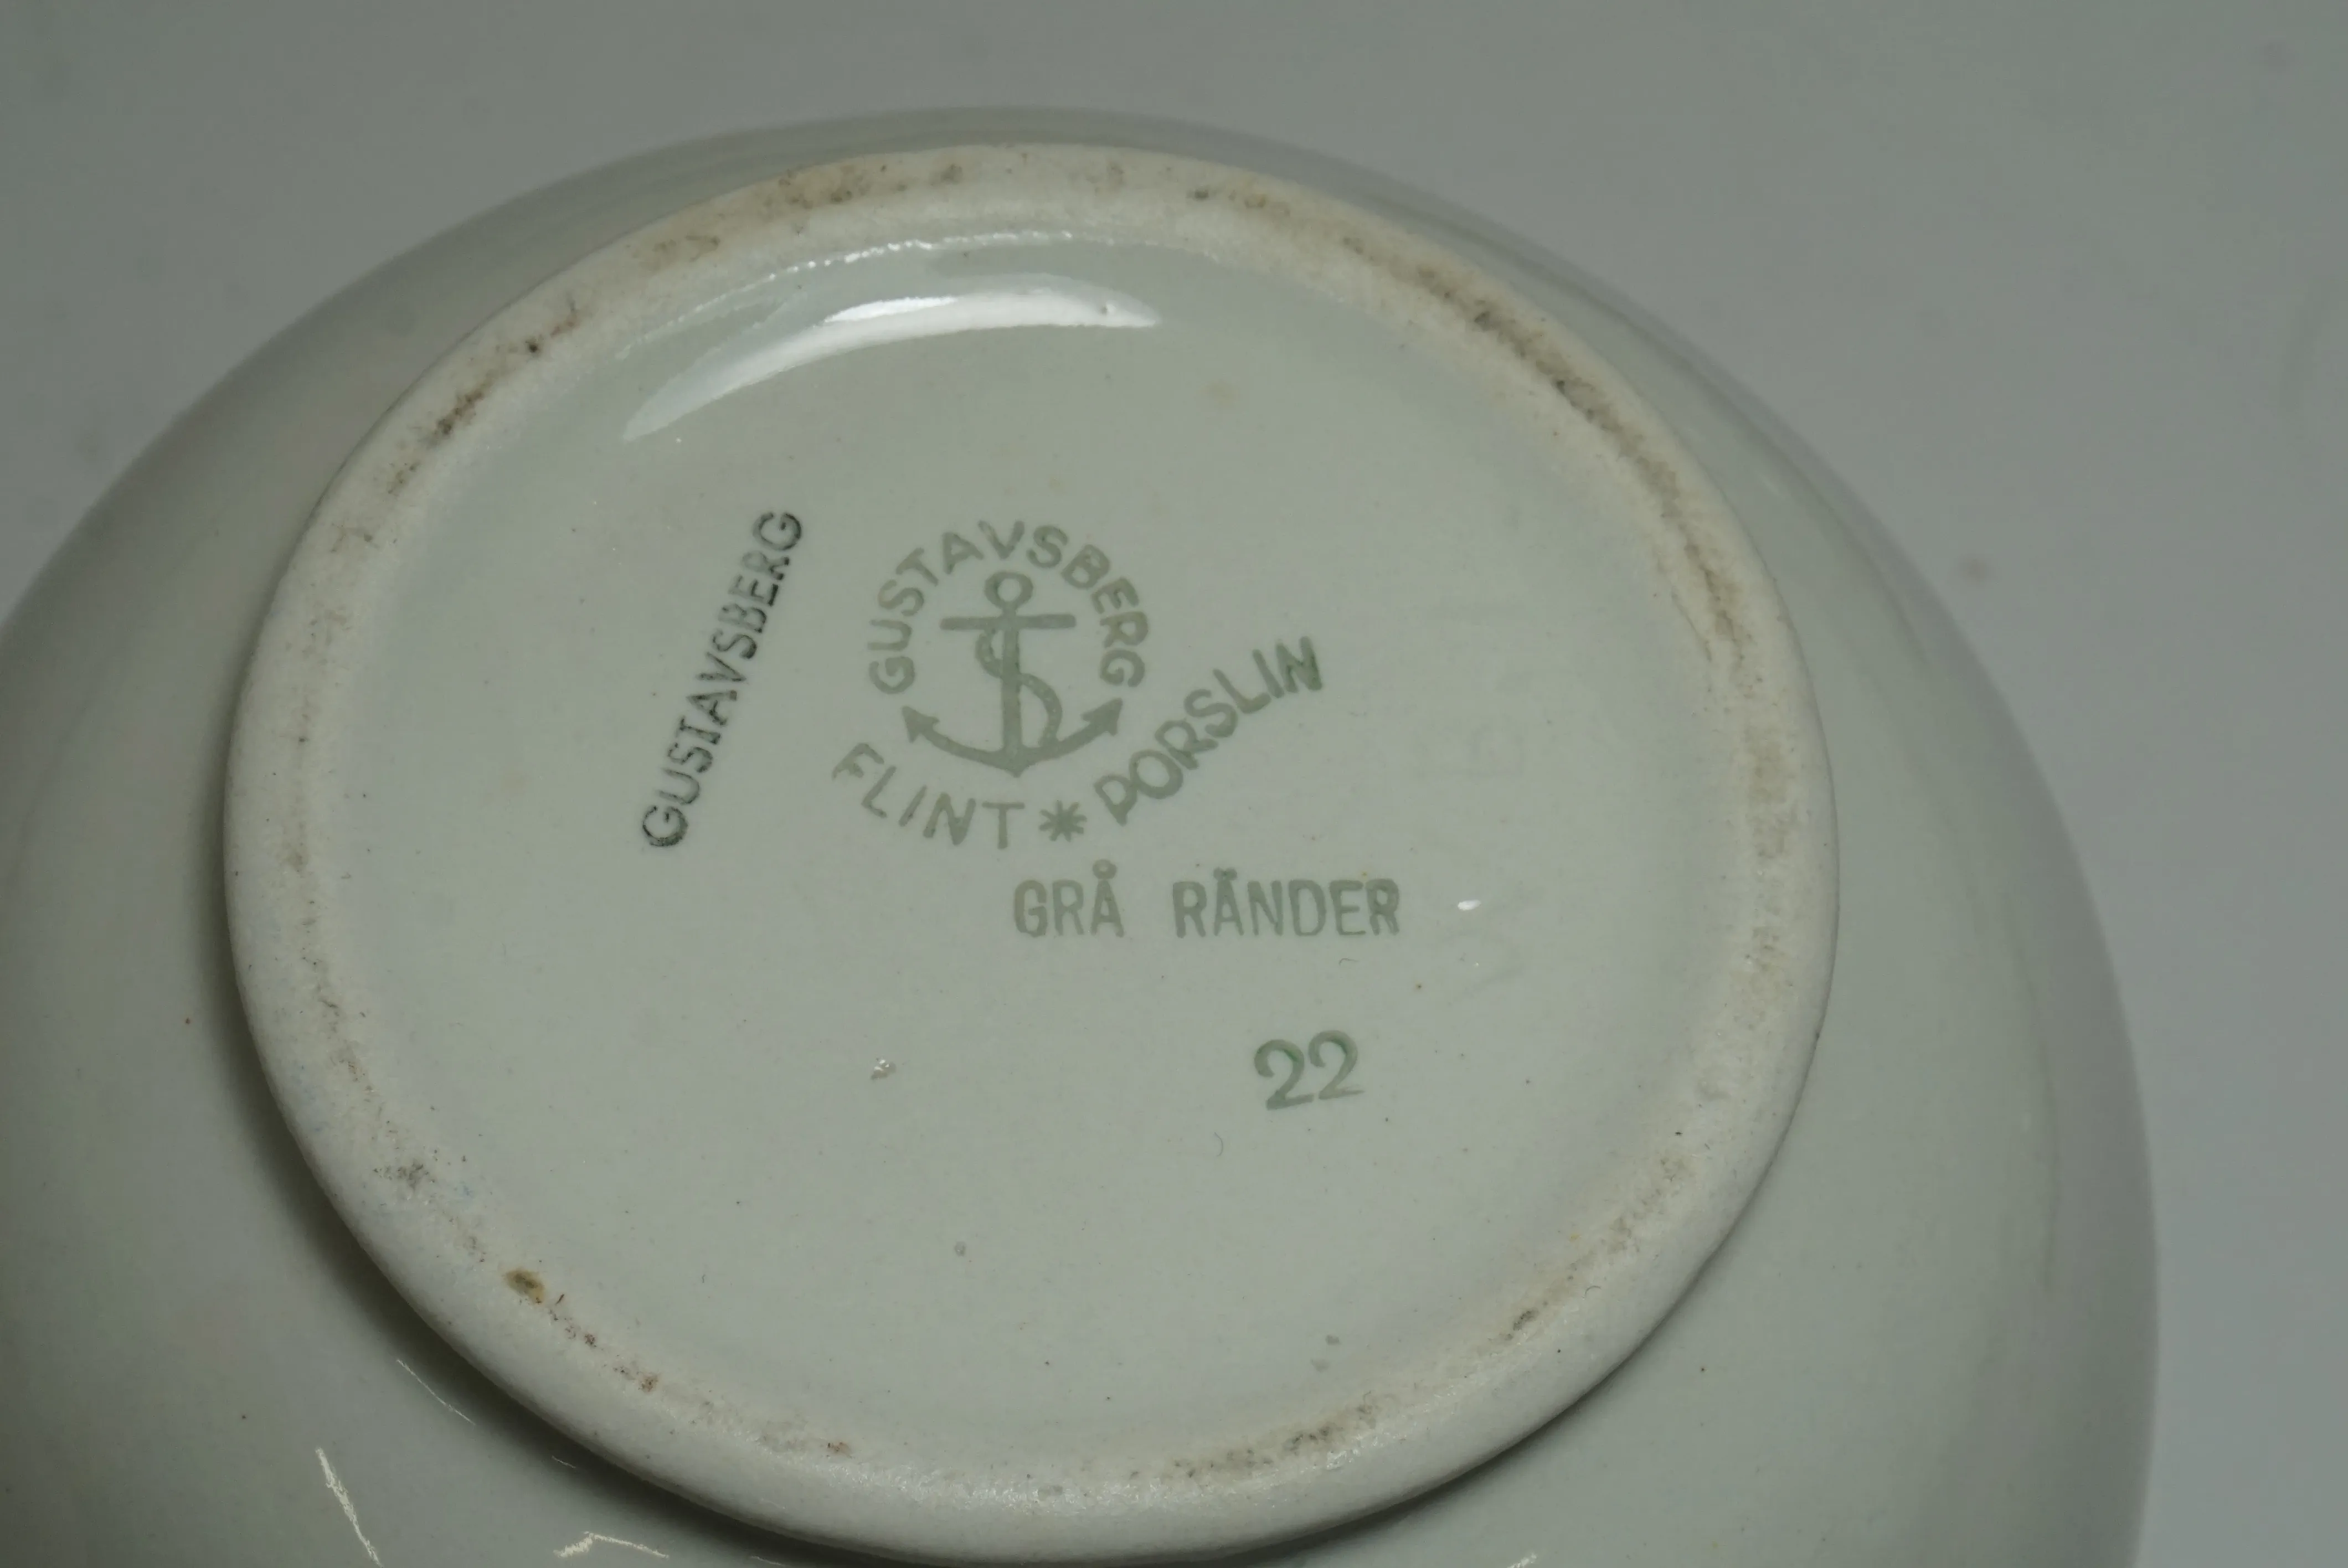 GUSTAVSBERG
GUSTAVSBERG
FLINT * PORSLIN
GRÅ RÄNDER
22